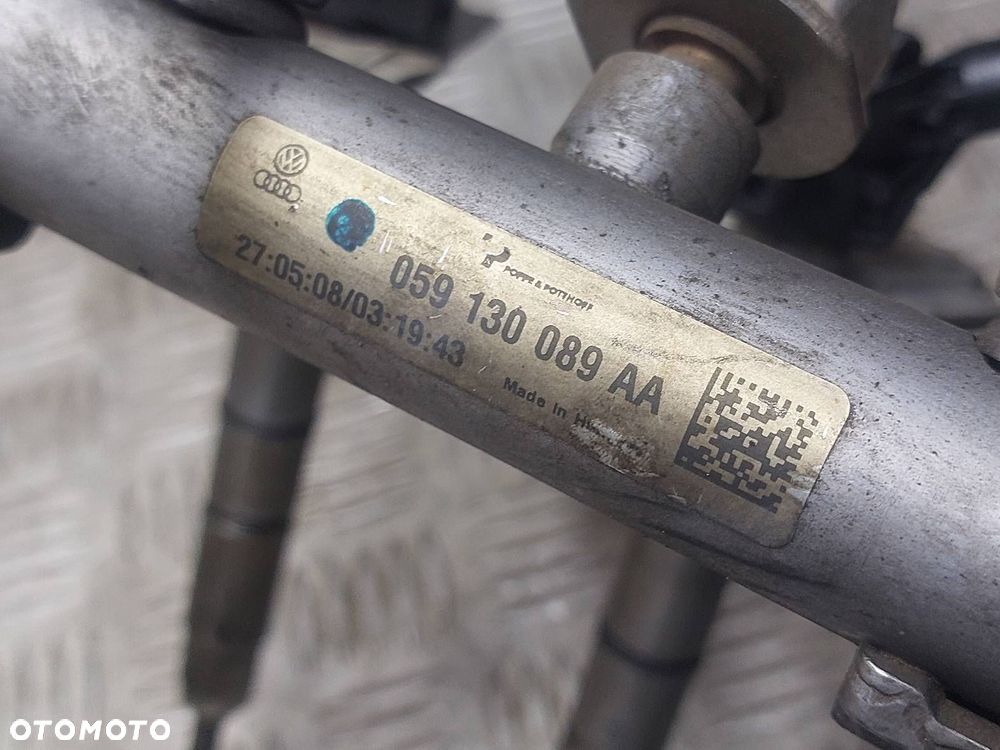 POPPE & POTTHOFF
059 130 089 AA
27:05:08/03:19:43
Made in
OTOMOTO